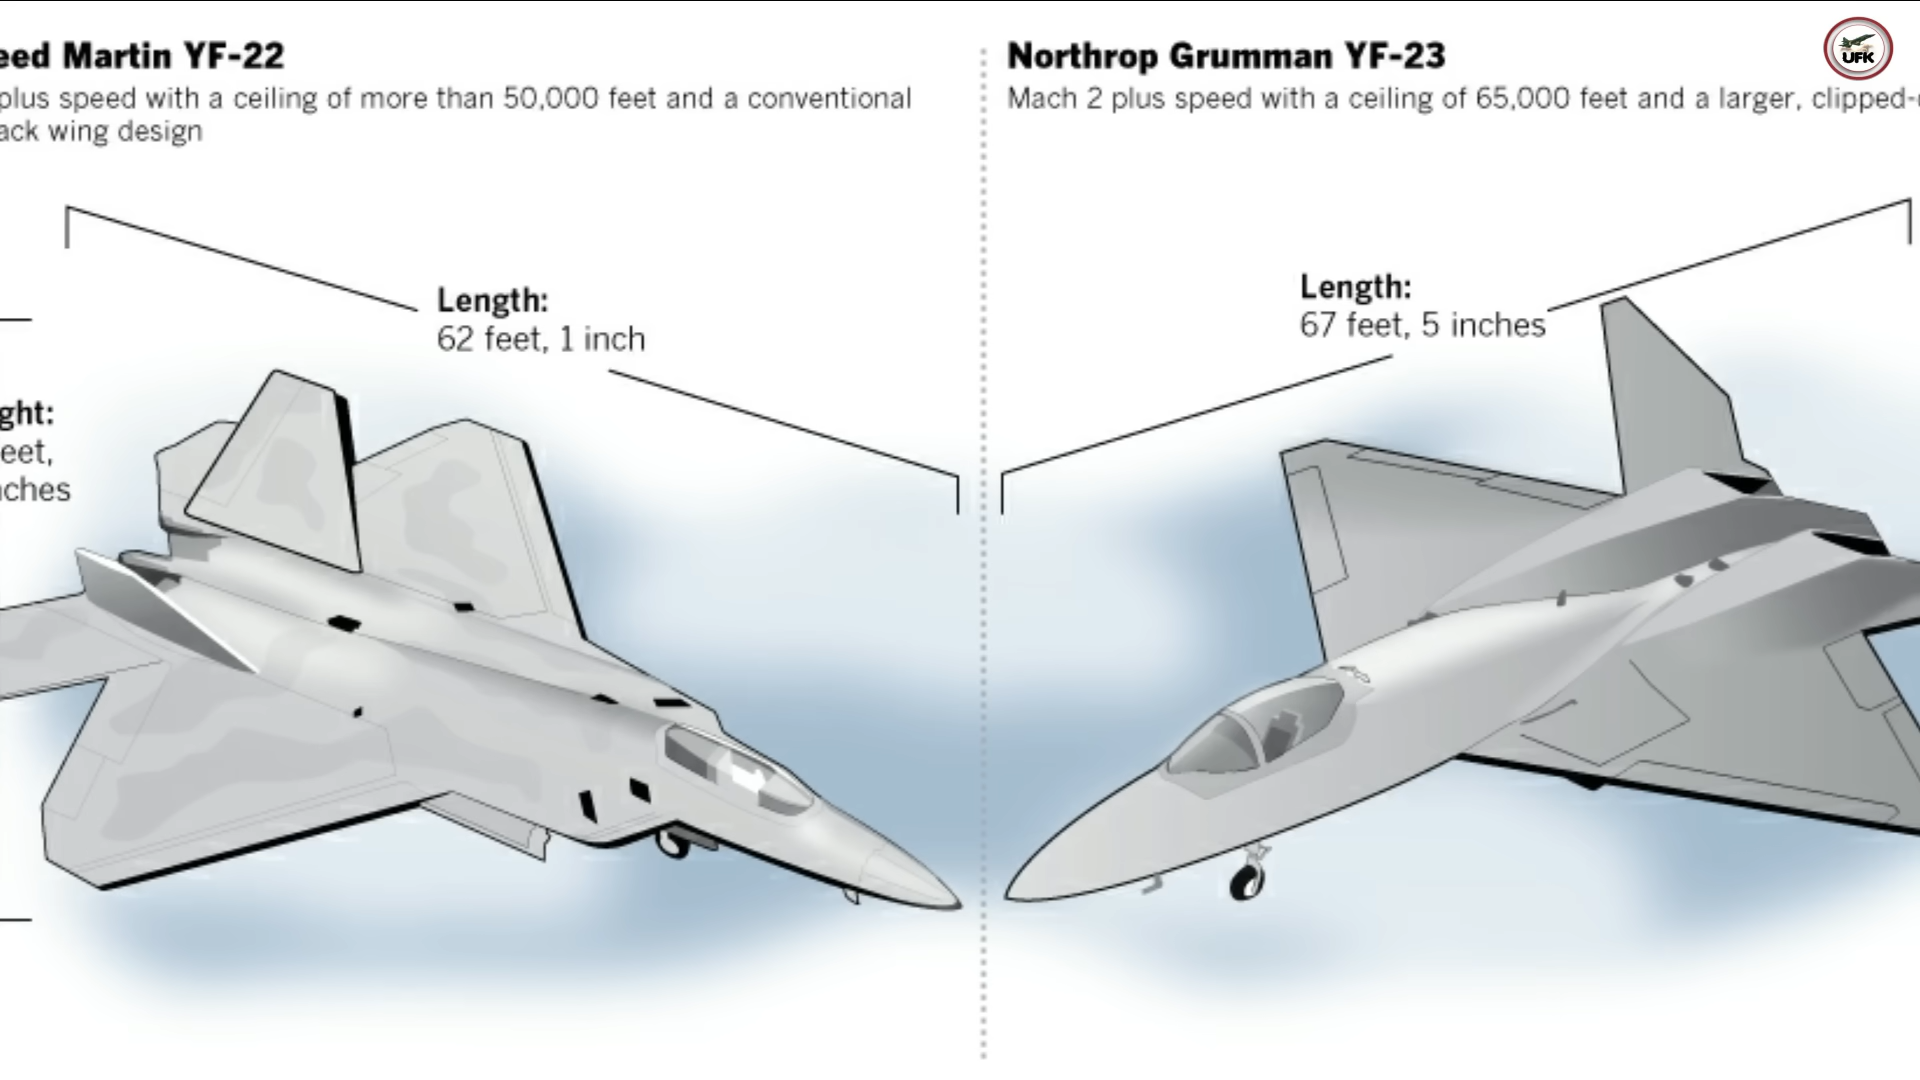 eed Martin YF-22
plus speed with a ceiling of more than 50,000 feet and a conventional
ack wing design
Length:
62 feet, 1 inch
ght:
eet,
ches
Northrop Grumman YF-23
Mach 2 plus speed with a ceiling of 65,000 feet and a larger, clipped-
Length:
67 feet, 5 inches
UFK